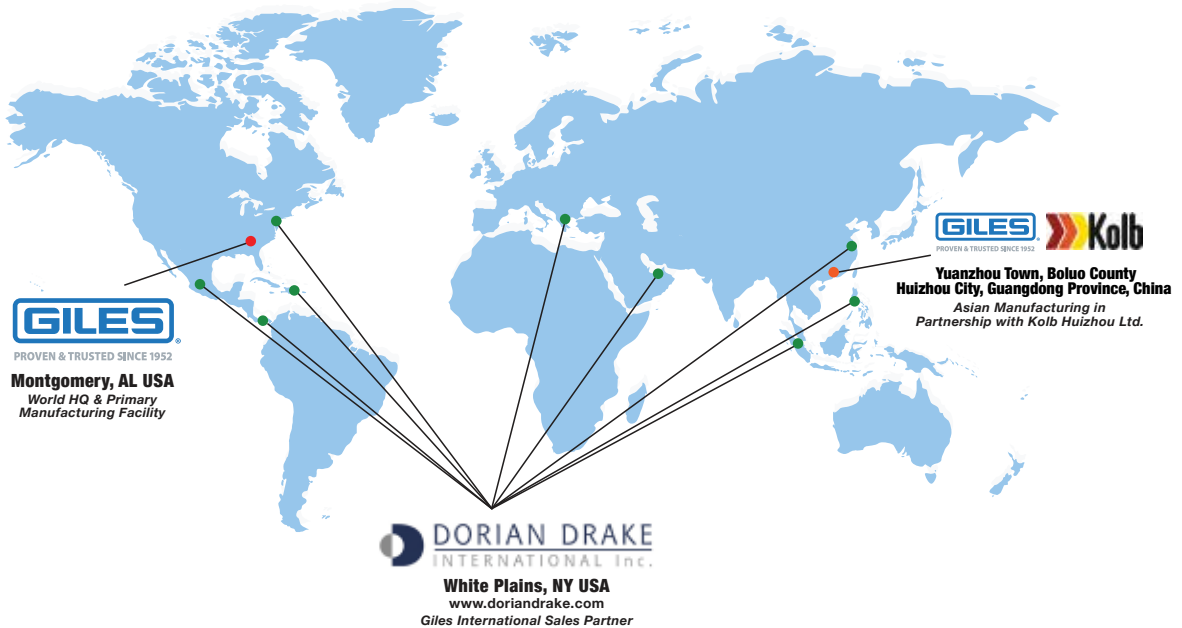 GILES®
PROVEN & TRUSTED SINCE 1952
Montgomery, AL USA
World HQ & Primary
Manufacturing Facility
GILES®
PROVEN & TRUSTED SINCE 1952
Kolb
Yuanzhou Town, Boluo County
Huizhou City, Guangdong Province, China
Asian Manufacturing in
Partnership with Kolb Huizhou Ltd.
DORIAN DRAKE
INTERNATIONAL Inc.
White Plains, NY USA
www.doriandrake.com
Giles International Sales Partner